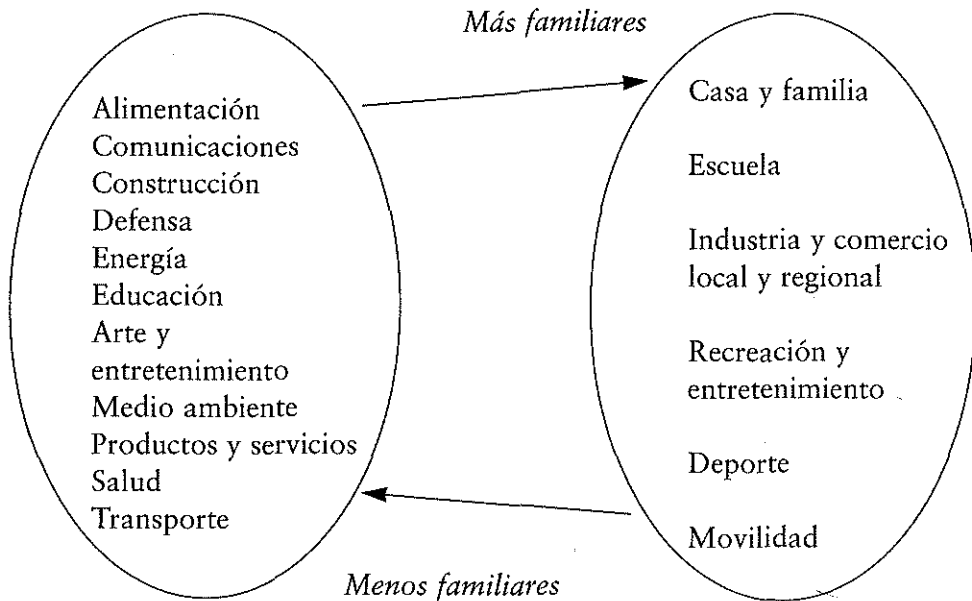 Más familiares
Alimentación
Comunicaciones
Construcción
Defensa
Energía
Educación
Arte y
entretenimiento
Medio ambiente
Productos y servicios
Salud
Transporte
Casa y familia
Escuela
Industria y comercio
local y regional
Recreación y
entretenimiento
Deporte
Movilidad
Menos familiares